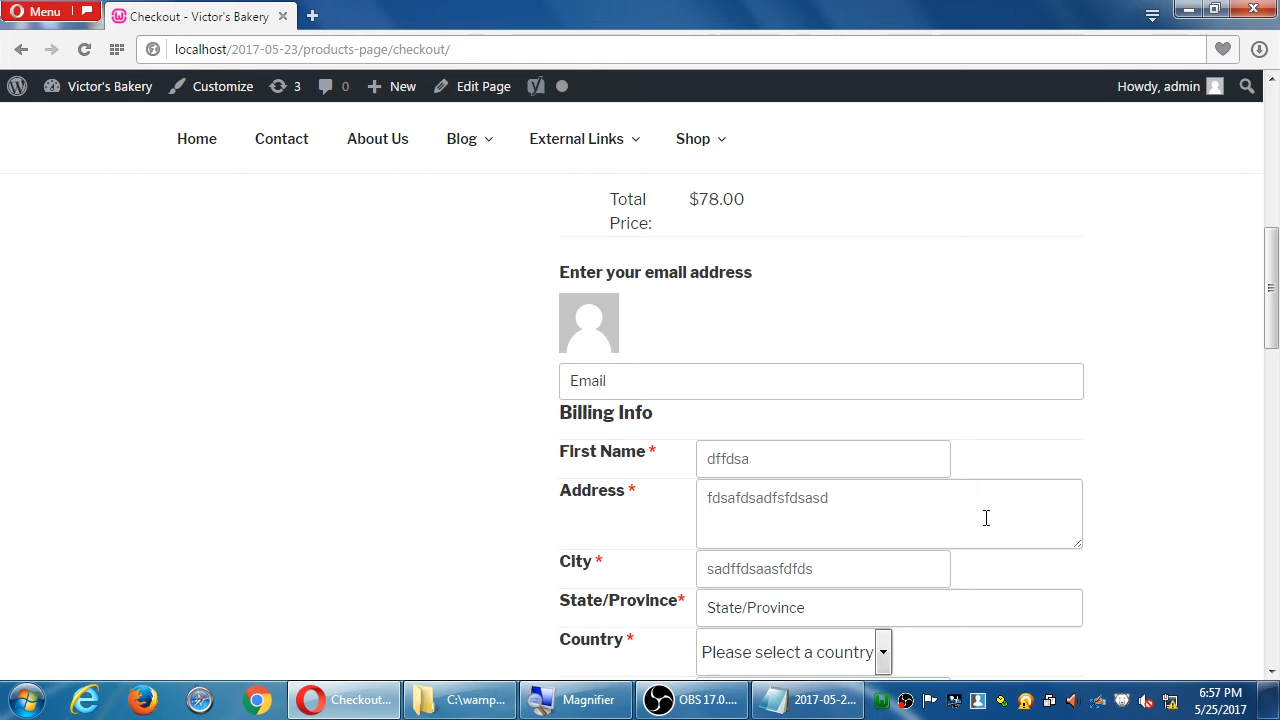 Menu
Checkout - Victor's Bakery
localhost/2017-05-23/products-page/checkout/
Victor's Bakery Customize 3 0 New Edit Page Howdy, admin
Home Contact About Us Blog External Links Shop
Total $78.00
Price:
Enter your email address
Email
Billing Info
First Name * dffdsa
Address * fdsafdsadfsfdsasd
City * sadffdsaasfdfds
State/Province* State/Province
Country * Please select a country
Checkout... C:\wamp... Magnifier OBS 17.0.... 2017-05-2... 6:57 PM
5/25/2017